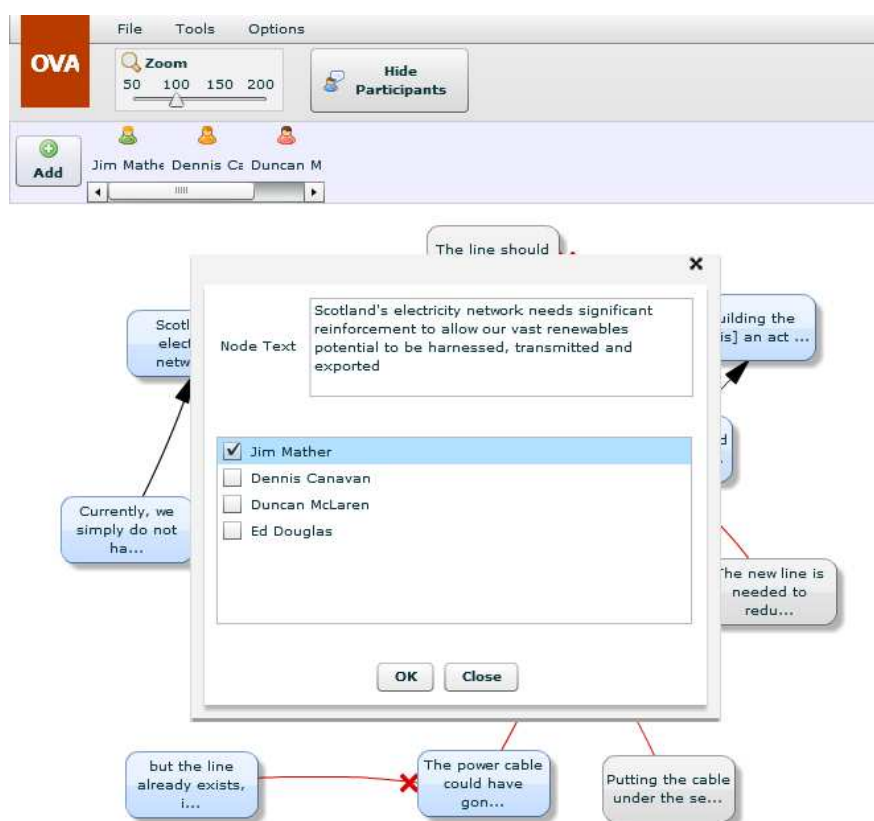 File Tools Options
OVA
Zoom
50 100 150 200
Hide
Participants
Add
Jim Mathe Dennis Ca Duncan M
The line should
Scotl
elect
netw
Node Text
Scotland's electricity network needs significant
reinforcement to allow our vast renewables
potential to be harnessed, transmitted and
exported
uilding the
is] an act ...
Jim Mather
Dennis Canavan
Duncan McLaren
Ed Douglas
d
Currently, we
simply do not
ha...
The new line is
needed to
redu...
OK Close
but the line
already exists,
i...
The power cable
could have
gon...
Putting the cable
under the se...